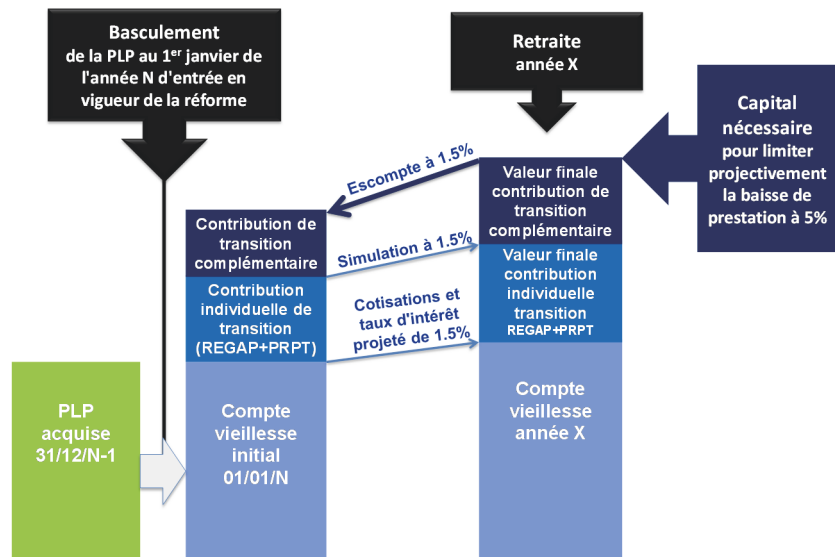 Basculement
de la PLP au 1er janvier de
l'année N d'entrée en
vigueur de la réforme
Retraite
année X
Capital
nécessaire
pour limiter
projectivement
la baisse de
prestation à 5%
Escompte à 1.5%
Valeur finale
contribution de
transition
complémentaire
Contribution de
transition
complémentaire
Simulation à 1.5%
Valeur finale
contribution
individuelle
transition
REGAP+PRPT
Contribution
individuelle de
transition
(REGAP+PRPT)
Cotisations et
taux d'intérêt
projeté de 1.5%
PLP
acquise
31/12/N-1
Compte
vieillesse
initial
01/01/N
Compte
vieillesse
année X